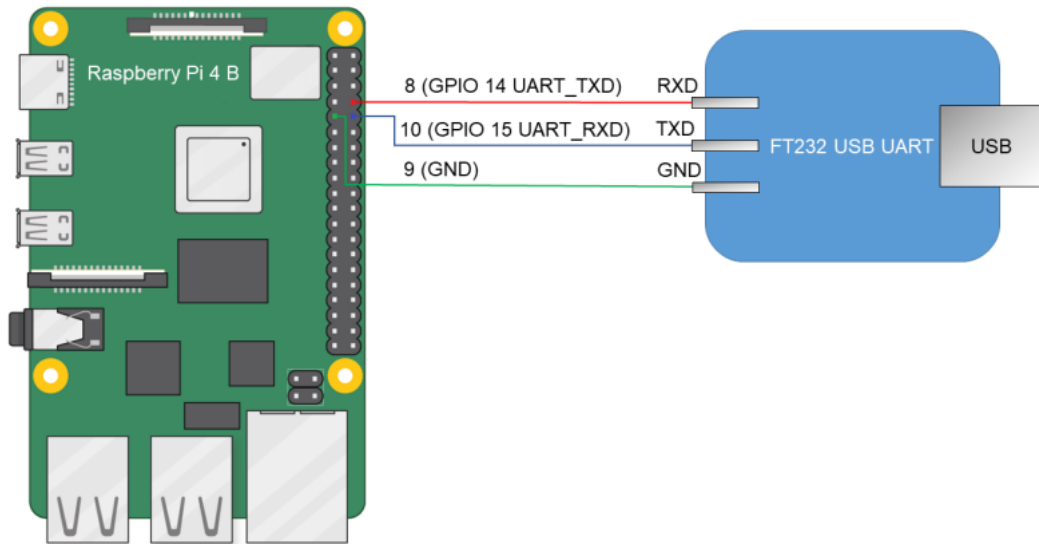 Raspberry Pi 4 B
8 (GPIO 14 UART_TXD)
RXD
10 (GPIO 15 UART_RXD)
TXD
9 (GND)
GND
FT232 USB UART
USB